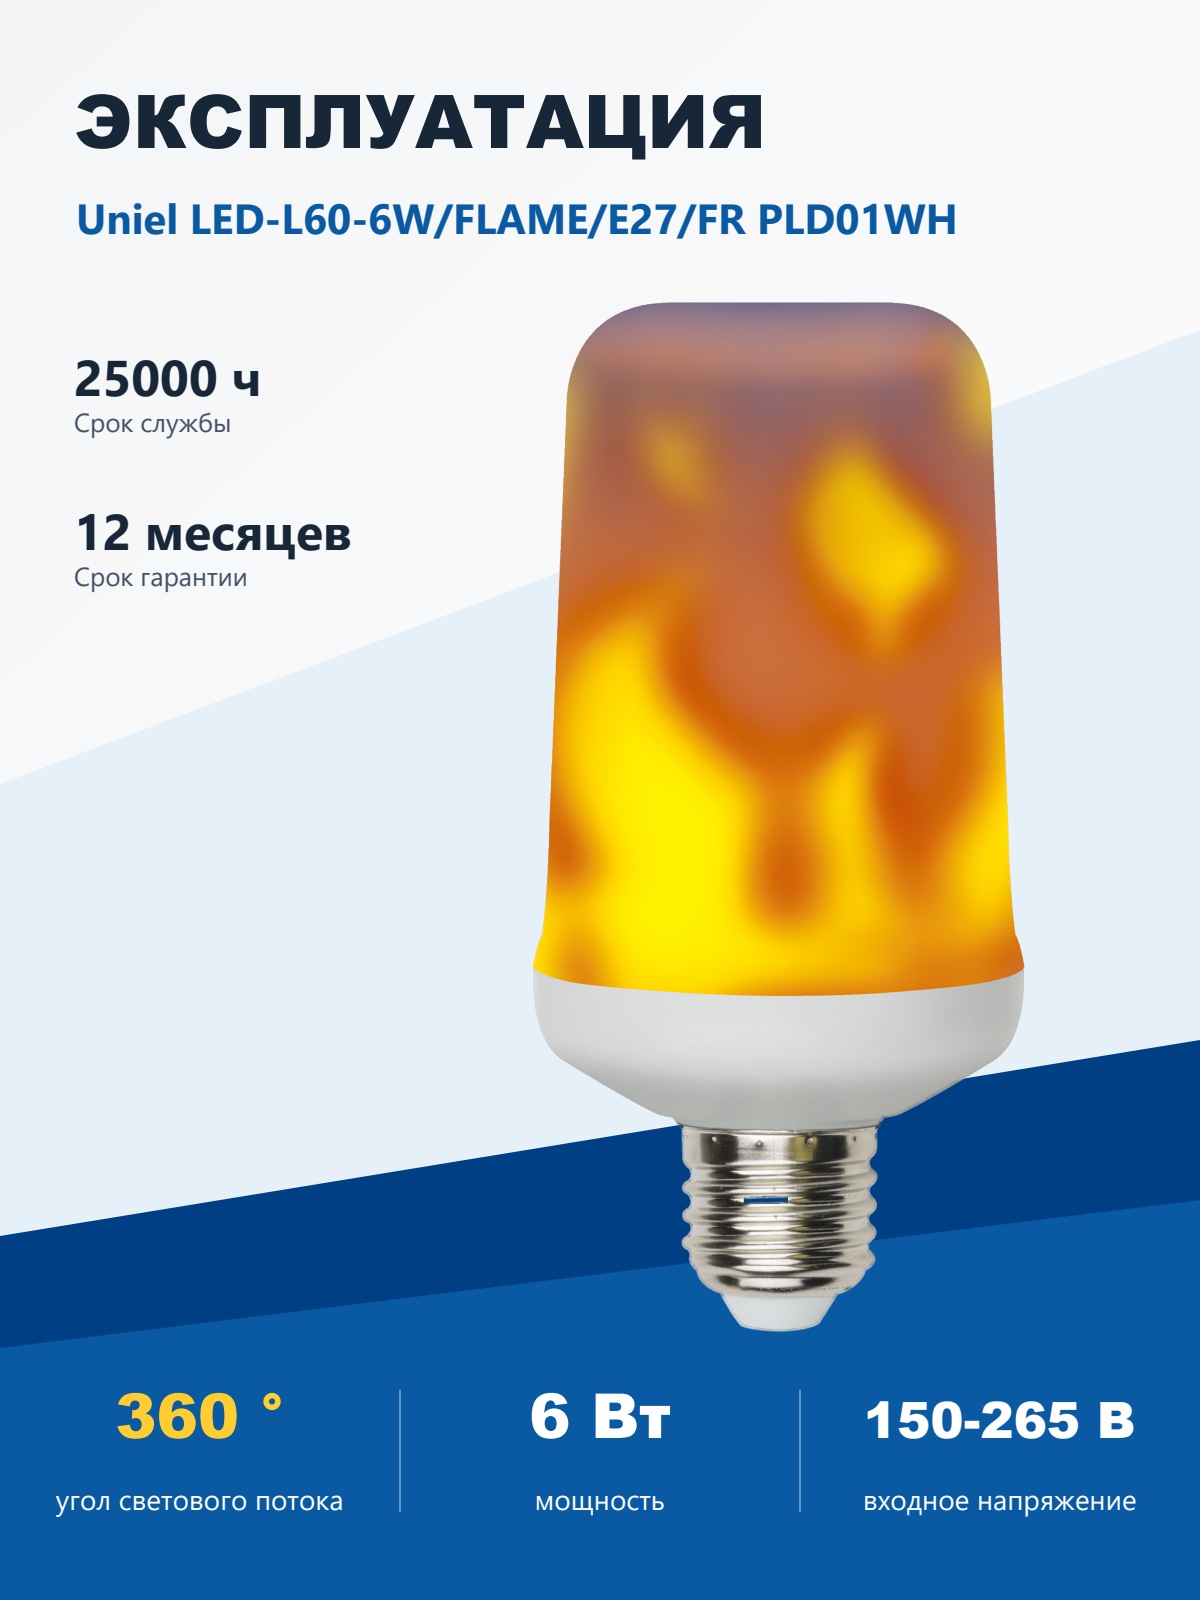 ЭКСПЛУАТАЦИЯ
Uniel LED-L60-6W/FLAME/E27/FR PLD01WH
25000 ч
Срок службы
12 месяцев
Срок гарантии
360 °
угол светового потока
6 Вт
мощность
150-265 В
входное напряжение